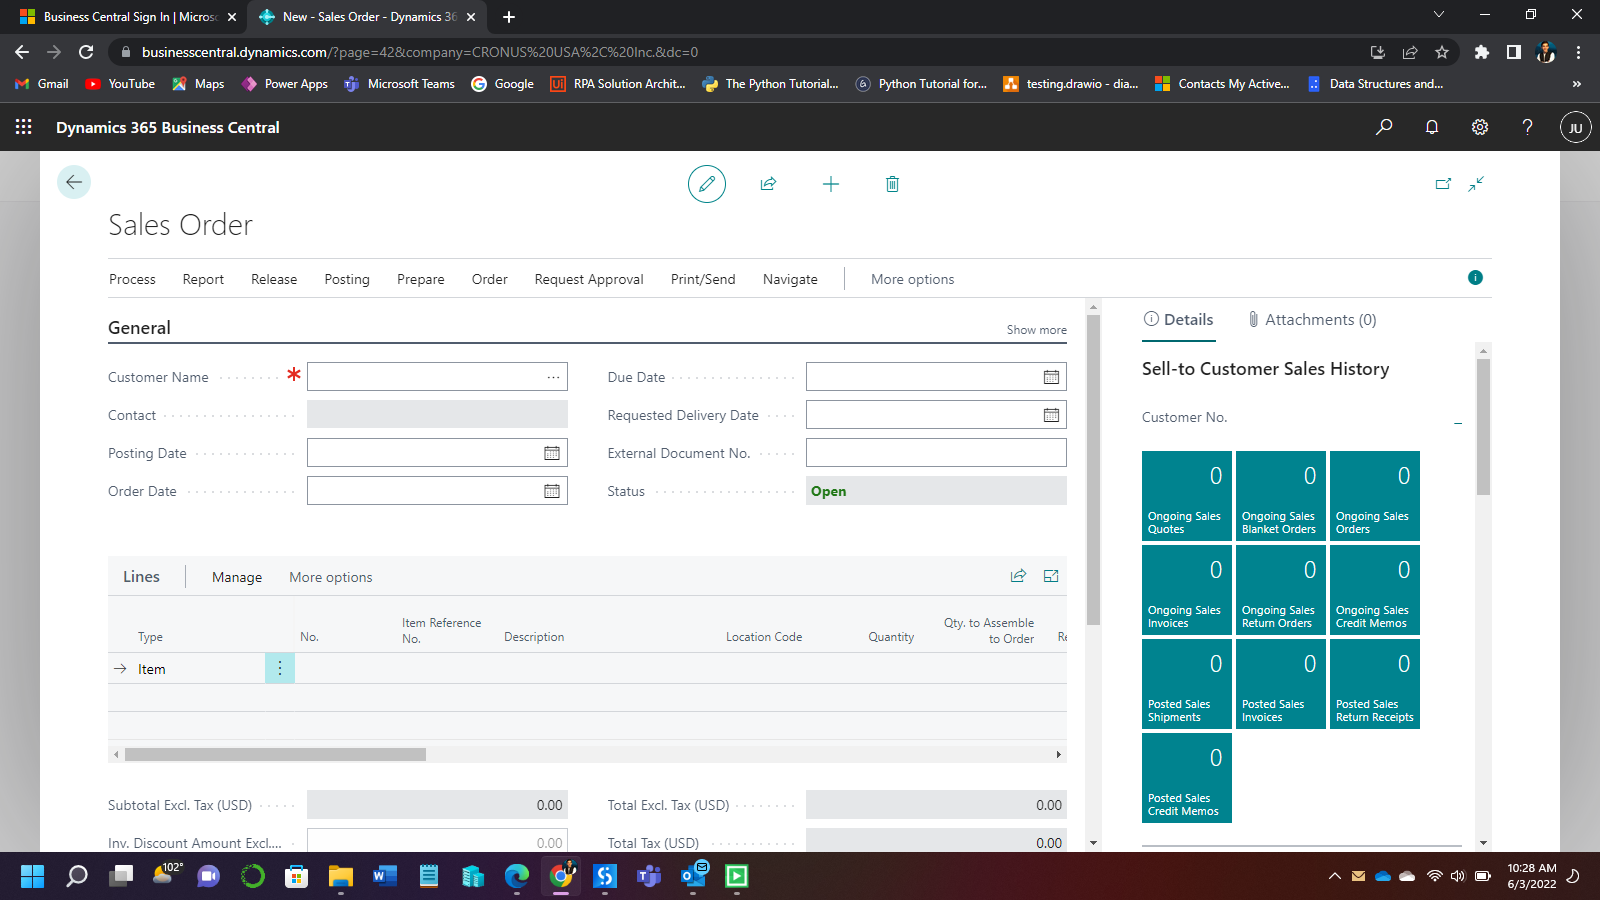 Business Central Sign In | Micros
New - Sales Order - Dynamics 36
businesscentral.dynamics.com/?page=42&company=CRONUS%20USA%2C%20Inc.&dc=0
Gmail
YouTube
Maps
Power Apps
Microsoft Teams
Google
RPA Solution Archit...
The Python Tutorial...
Python Tutorial for...
testing.drawio - dia...
Contacts My Active...
Data Structures and...
»
Dynamics 365 Business Central
JU
Sales Order
Process
Report
Release
Posting
Prepare
Order
Request Approval
Print/Send
Navigate
More options
General
Show more
Customer Name
Contact
Posting Date
Order Date
Due Date
Requested Delivery Date
External Document No.
Status
Open
Lines
Manage
More options
Type
No.
Item Reference
No.
Description
Location Code
Quantity
Qty. to Assemble
to Order
Re
Item
Subtotal Excl. Tax (USD)
0.00
Total Excl. Tax (USD)
0.00
Inv. Discount Amount Excl....
0.00
Total Tax (USD)
0.00
Details
Attachments (0)
Sell-to Customer Sales History
Customer No.
_
0
Ongoing Sales
Quotes
0
Ongoing Sales
Blanket Orders
0
Ongoing Sales
Orders
0
Ongoing Sales
Invoices
0
Ongoing Sales
Return Orders
0
Ongoing Sales
Credit Memos
0
Posted Sales
Shipments
0
Posted Sales
Invoices
0
Posted Sales
Return Receipts
0
Posted Sales
Credit Memos
102°
10:28 AM
6/3/2022